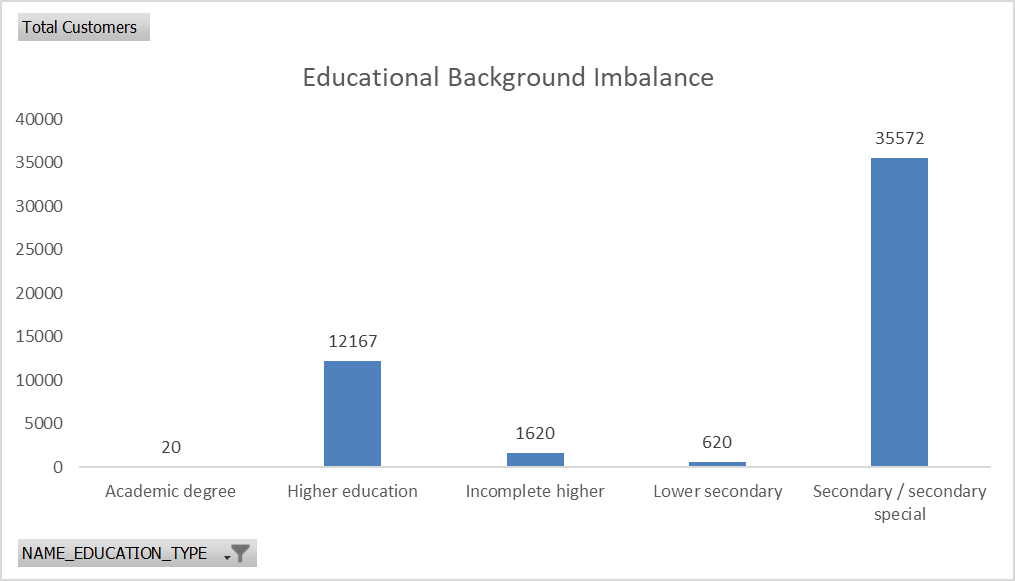 Total Customers
Educational Background Imbalance
40000
35000
30000
25000
20000
15000
10000
5000
0
20
12167
1620
620
35572
Academic degree
Higher education
Incomplete higher
Lower secondary
Secondary / secondary
special
NAME_EDUCATION_TYPE